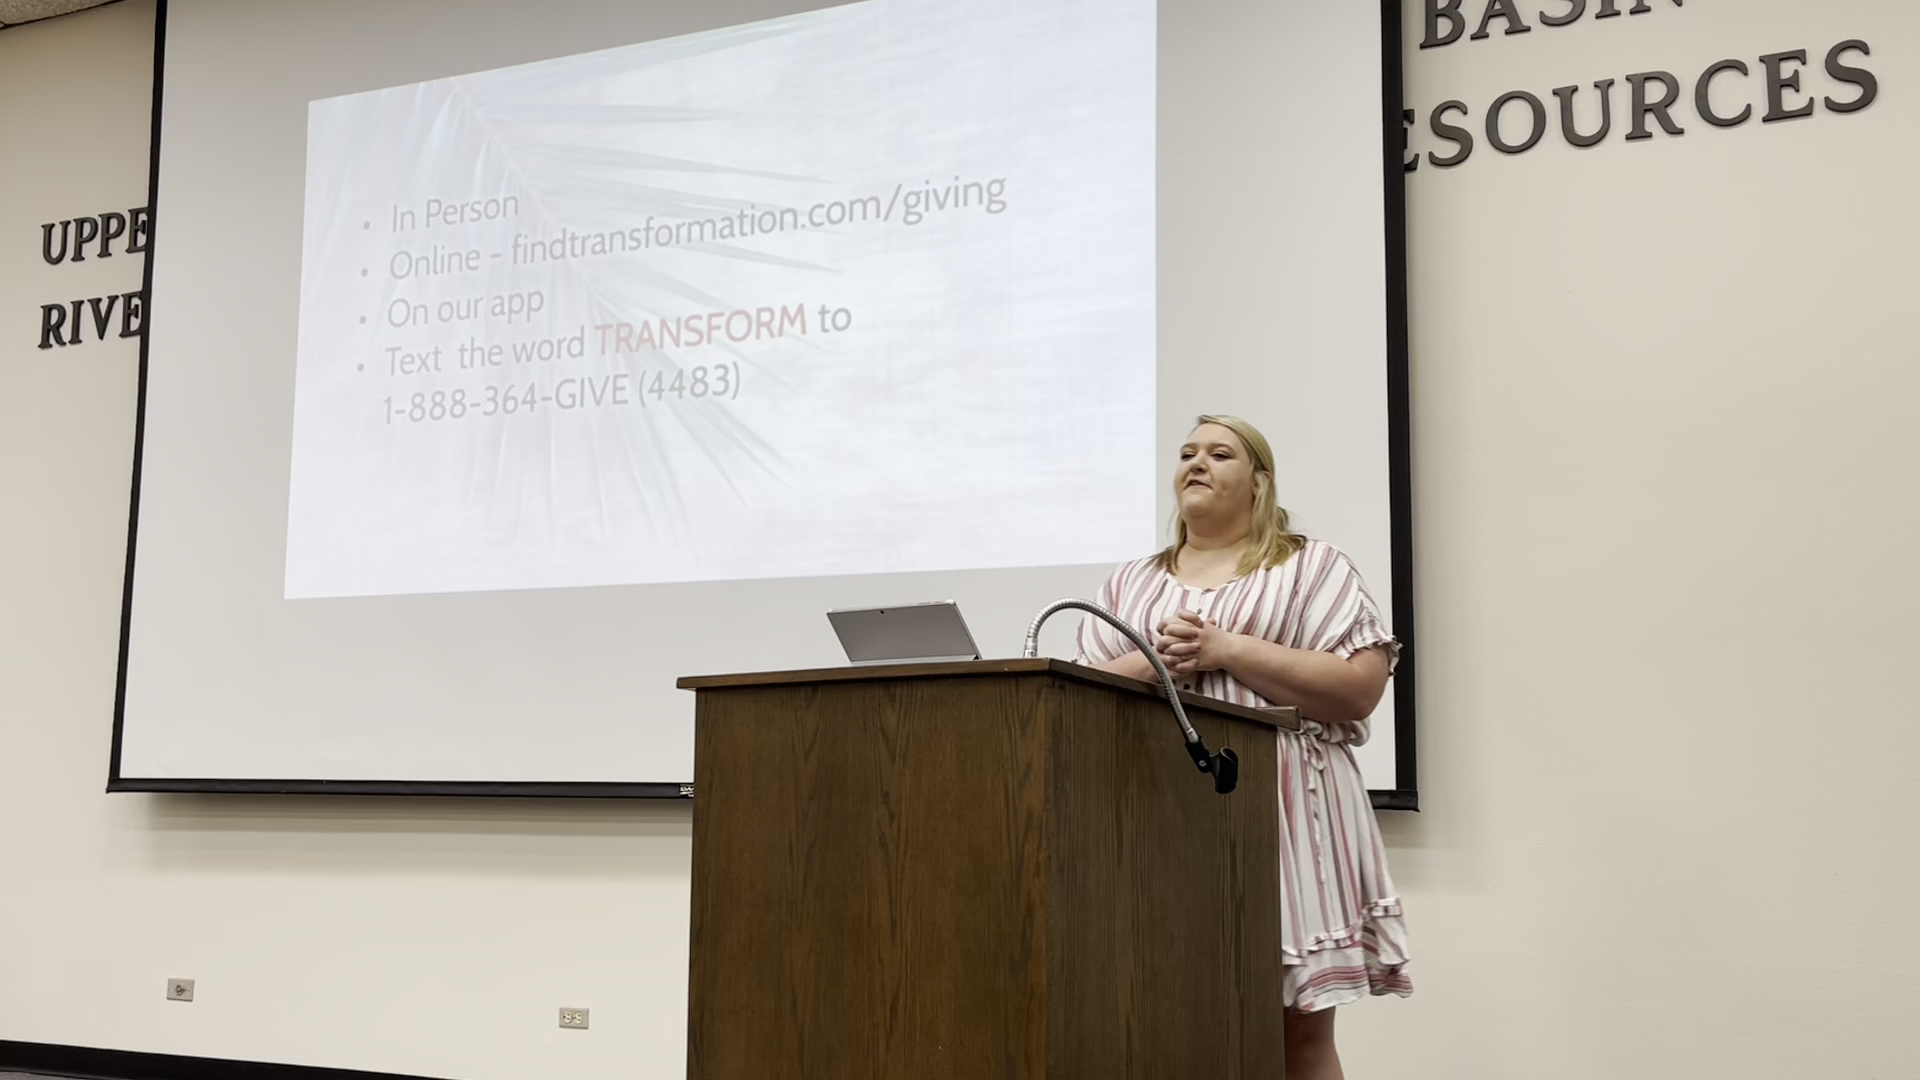 In Person
Online - findtransformation.com/giving
On our app
Text the word TRANSFORM to
1-888-364-GIVE (4483)
UPPE
RIVE
BASIN
ESOURCES